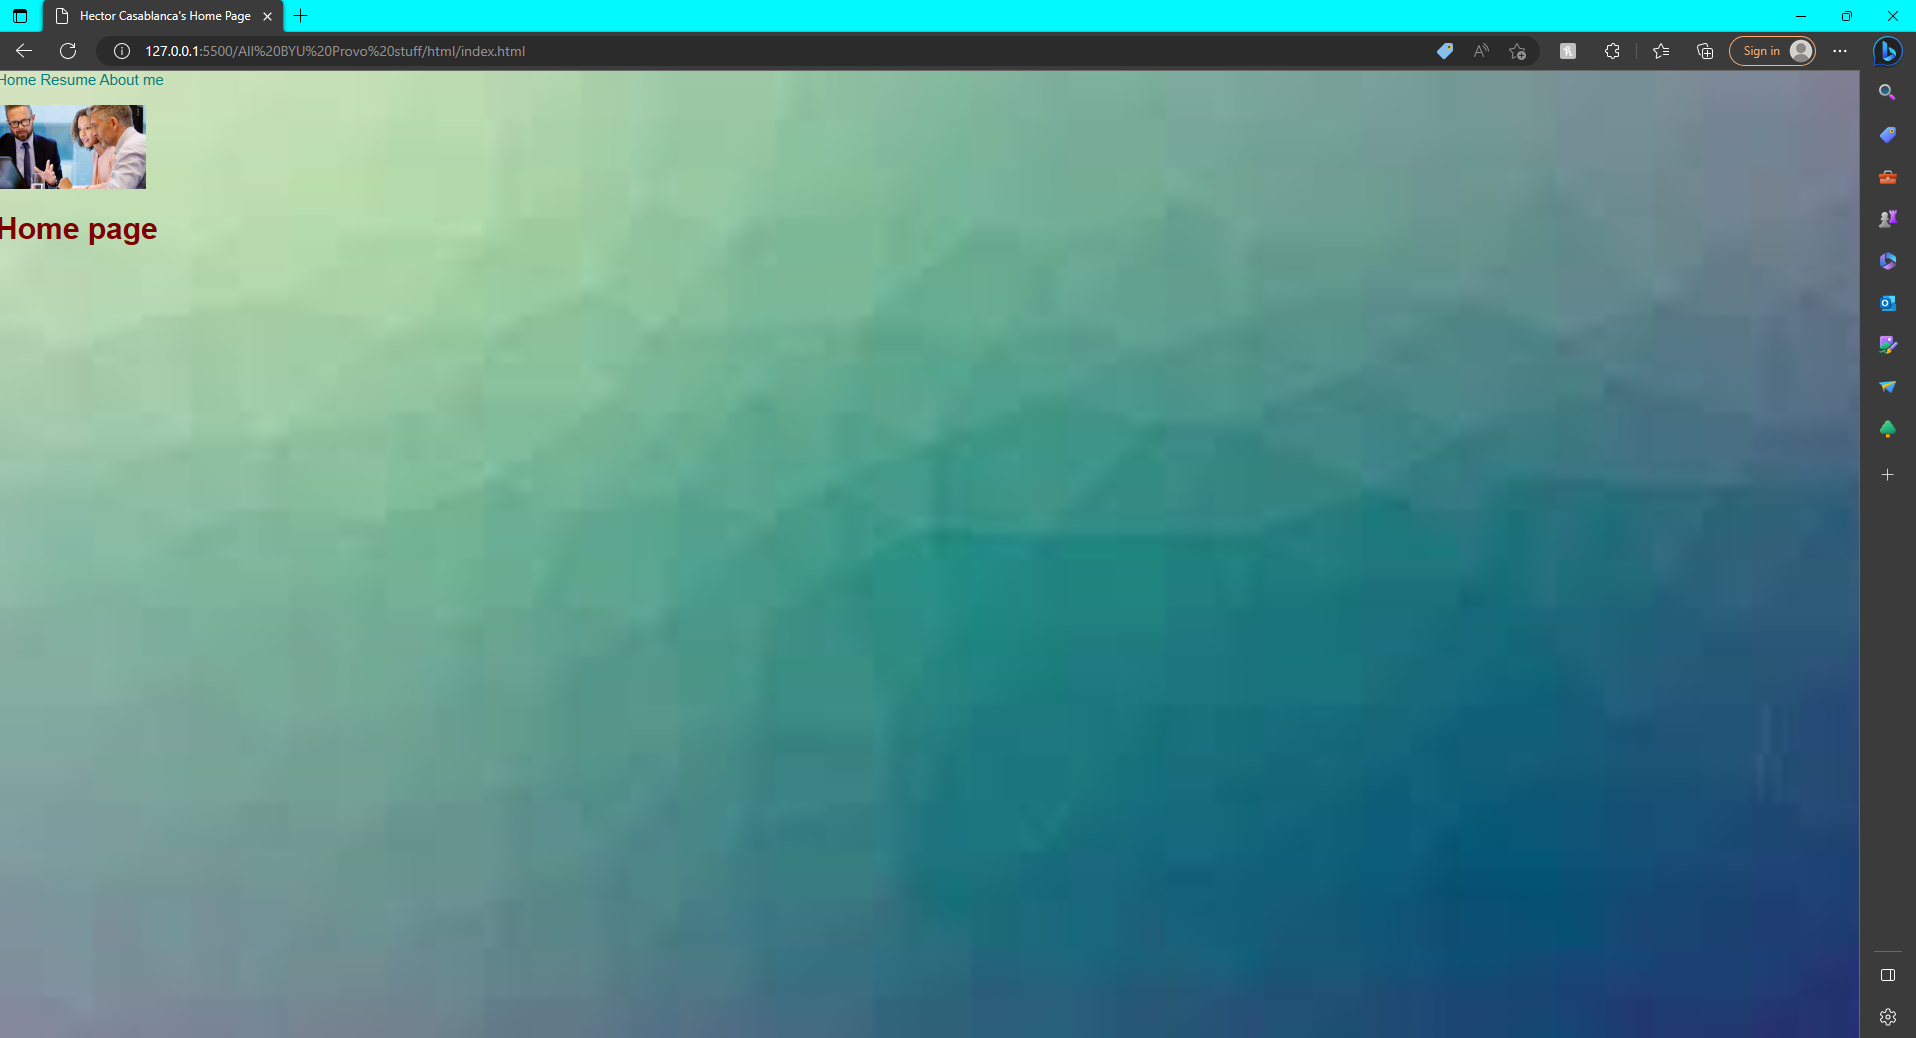 Hector Casablanca's Home Page
127.0.0.1:5500/All%20BYU%20Provo%20stuff/html/index.html
Sign in
Home Resume About me
Home page